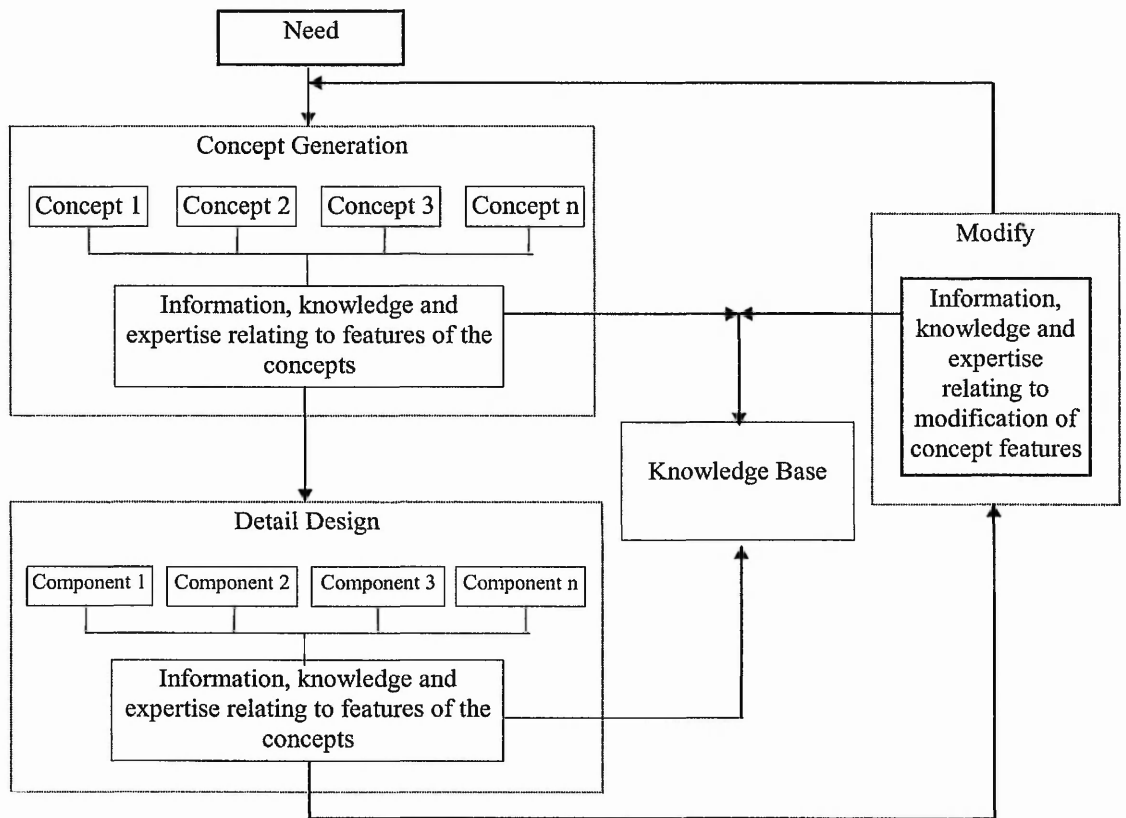 Need
Concept Generation
Concept 1
Concept 2
Concept 3
Concept n
Information, knowledge and
expertise relating to features of the
concepts
Modify
Information,
knowledge and
expertise
relating to
modification of
concept features
Knowledge Base
Detail Design
Component 1
Component 2
Component 3
Component n
Information, knowledge and
expertise relating to features of the
concepts